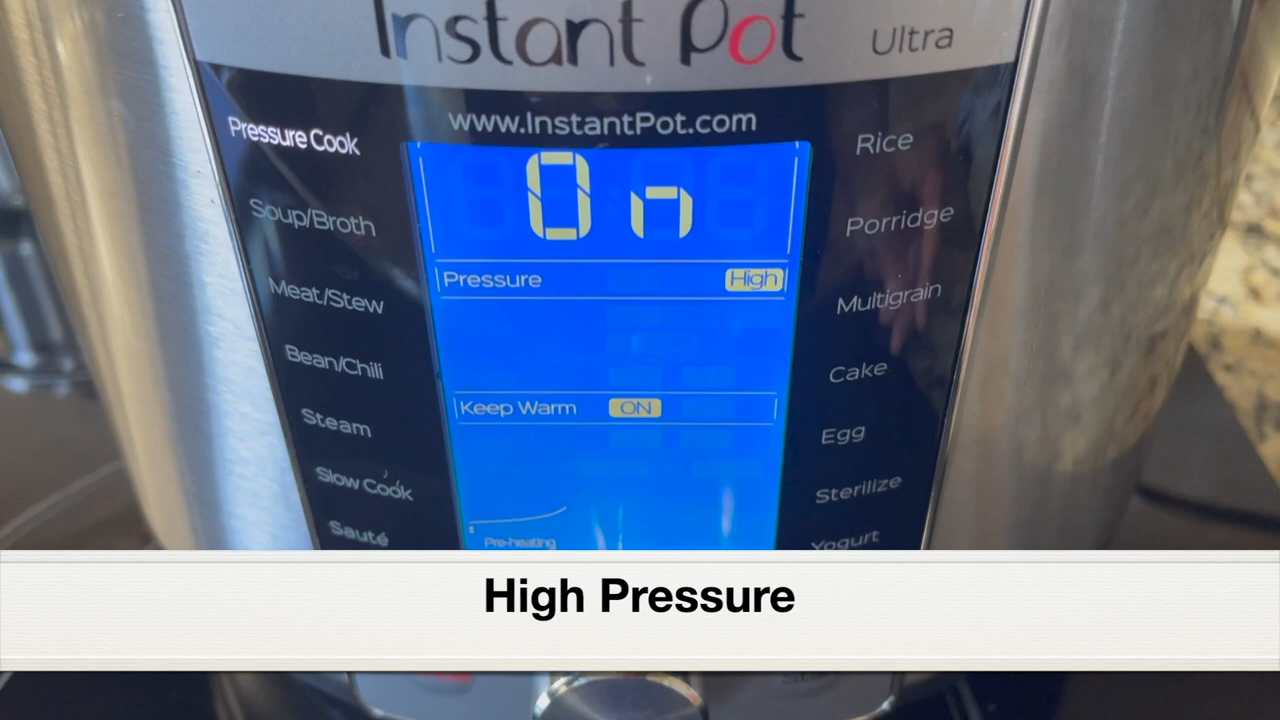 Instant Pot Ultra
www.InstantPot.com
Pressure Cook
Soup/Broth
Meat/Stew
Bean/Chili
Steam
Slow Cook
Sauté
On
Pressure High
Keep Warm ON
Pre-heating
Rice
Porridge
Multigrain
Cake
Egg
Sterilize
Yogurt
High Pressure